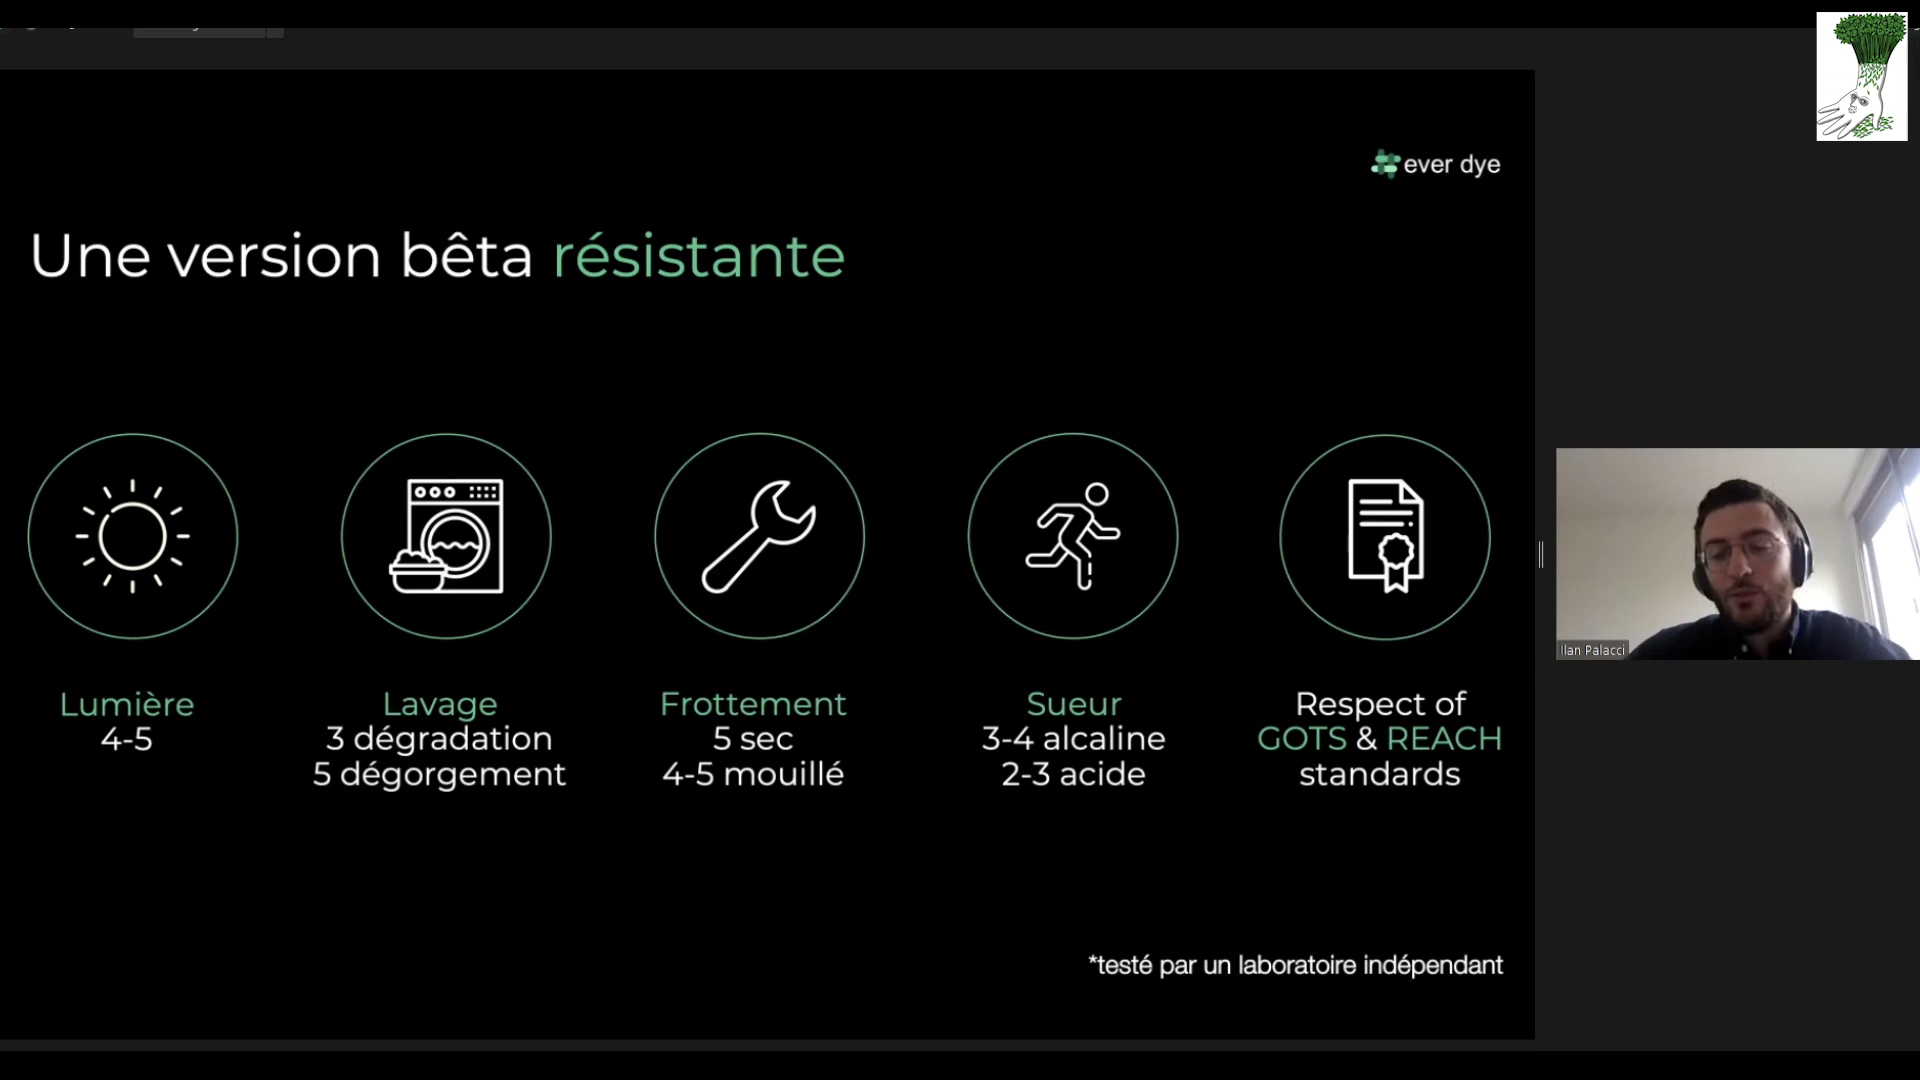 ever dye
Une version bêta résistante
Lumière
4-5
Lavage
3 dégradation
5 dégorgement
Frottement
5 sec
4-5 mouillé
Sueur
3-4 alcaline
2-3 acide
Respect of
GOTS & REACH
standards
*testé par un laboratoire indépendant
Ilan Palacci